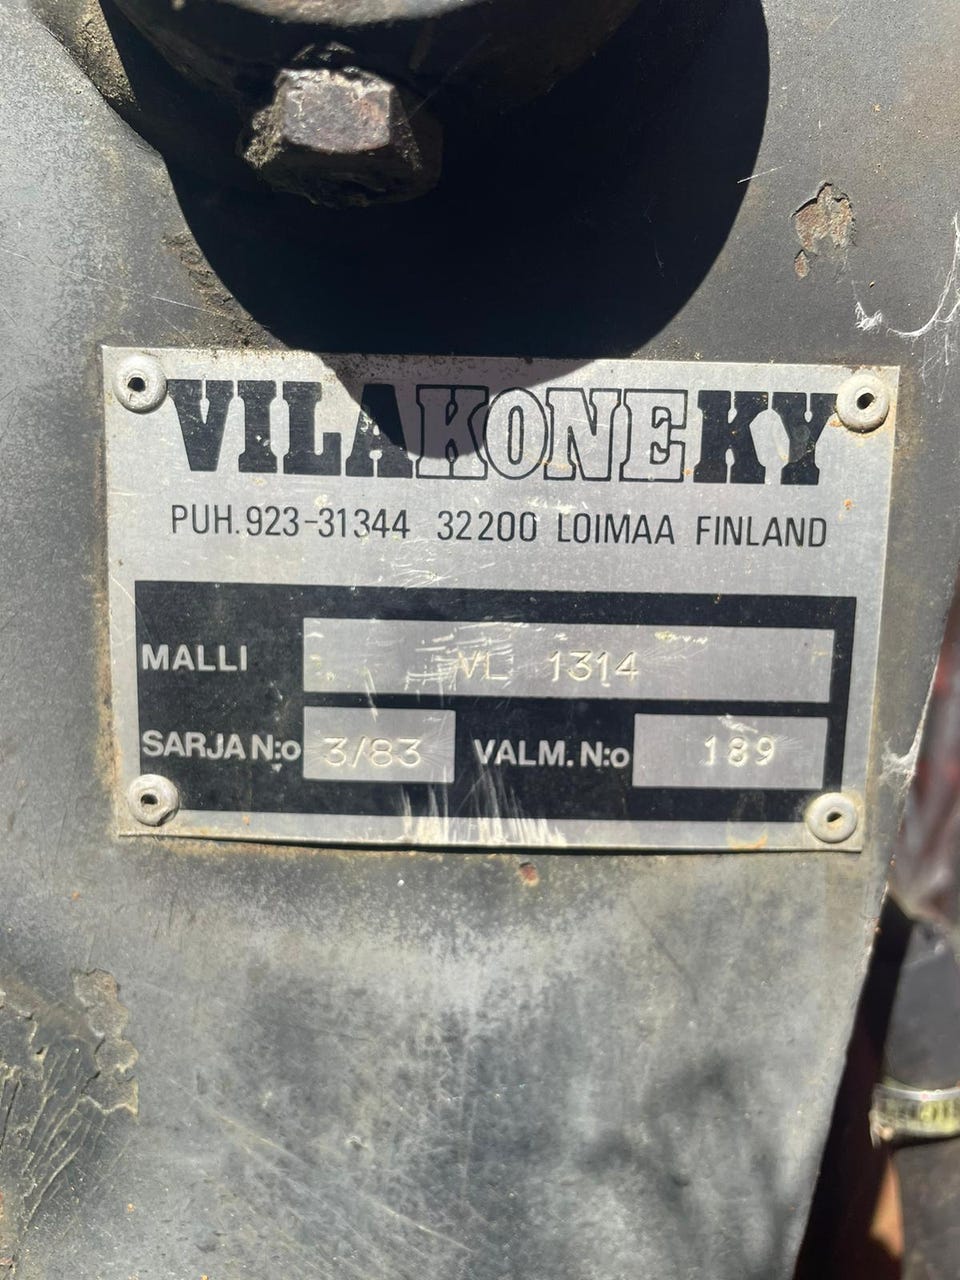 VILAKONE KY
PUH. 923-31344 32200 LOIMAA FINLAND
MALLI VL 1314
SARJA N:o 3/83 VALM. N:o 189